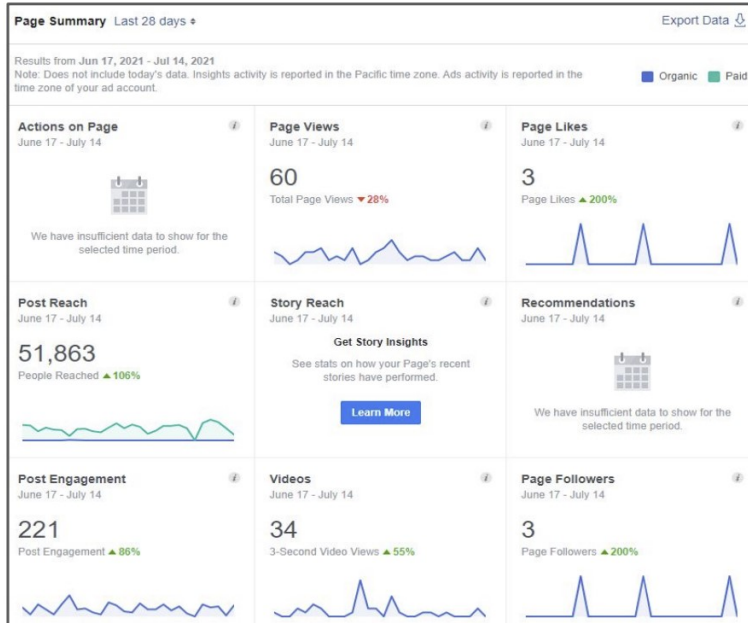 Page Summary Last 28 days
Export Data
Results from Jun 17, 2021 - Jul 14, 2021
Note: Does not include today's data. Insights activity is reported in the Pacific time zone. Ads activity is reported in the
time zone of your ad account.
Organic Paid
Actions on Page
June 17 - July 14
We have insufficient data to show for the
selected time period.
Page Views
June 17 - July 14
60
Total Page Views ▼28%
Page Likes
June 17 - July 14
3
Page Likes ▲200%
Post Reach
June 17 - July 14
51,863
People Reached ▲106%
Story Reach
June 17 - July 14
Get Story Insights
See stats on how your Page's recent
stories have performed.
Learn More
Recommendations
June 17 - July 14
We have insufficient data to show for the
selected time period.
Post Engagement
June 17 - July 14
221
Post Engagement ▲86%
Videos
June 17 - July 14
34
3-Second Video Views ▲55%
Page Followers
June 17 - July 14
3
Page Followers ▲200%